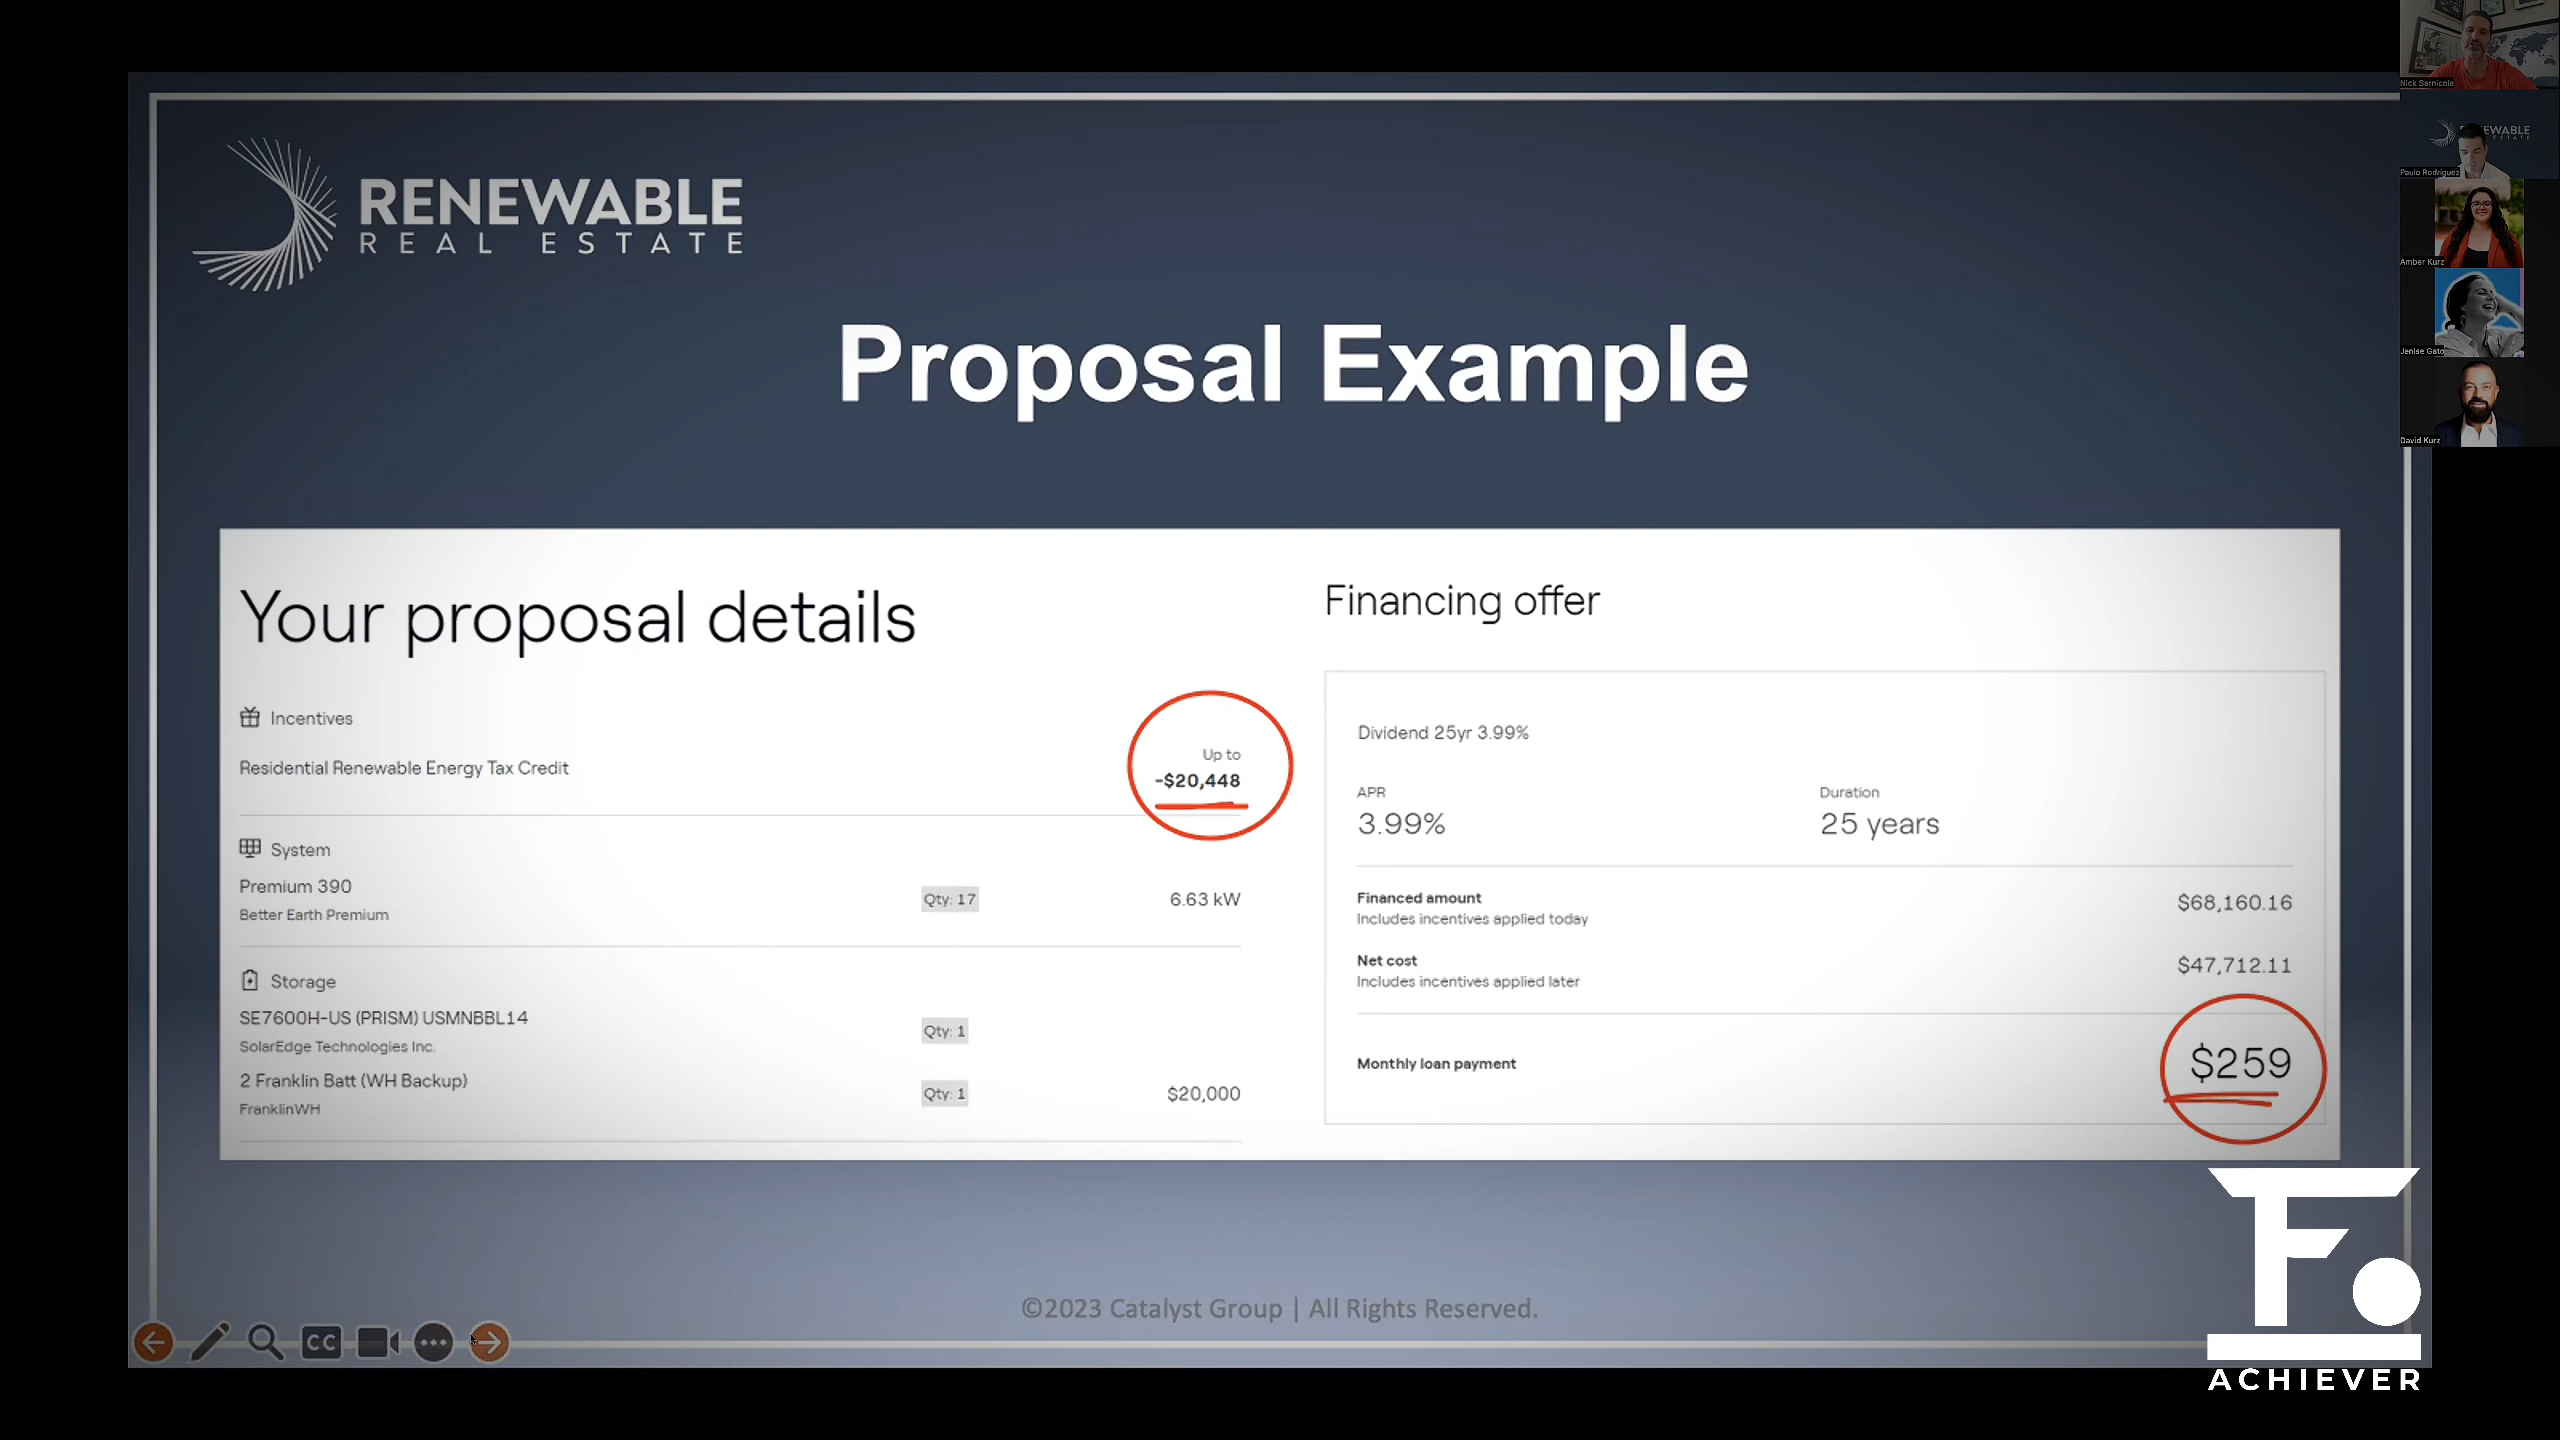 RENEWABLE
REAL ESTATE
Proposal Example
Your proposal details
Incentives
Residential Renewable Energy Tax Credit
Up to
-$20,448
System
Premium 390
Better Earth Premium
Qty: 17
6.63 kW
Storage
SE7600H-US (PRISM) USMNBBL14
SolarEdge Technologies Inc.
Qty: 1
2 Franklin Batt (WH Backup)
FranklinWH
Qty: 1
$20,000
Financing offer
Dividend 25yr 3.99%
APR
3.99%
Duration
25 years
Financed amount
Includes incentives applied today
$68,160.16
Net cost
Includes incentives applied later
$47,712.11
Monthly loan payment
$259
©2023 Catalyst Group | All Rights Reserved.
CC
F
ACHIEVER
Nick Sarnicola
EWABLE
ESTATE
Paulo Rodriguez
Amber Kurz
Jenise Gato
David Kurz